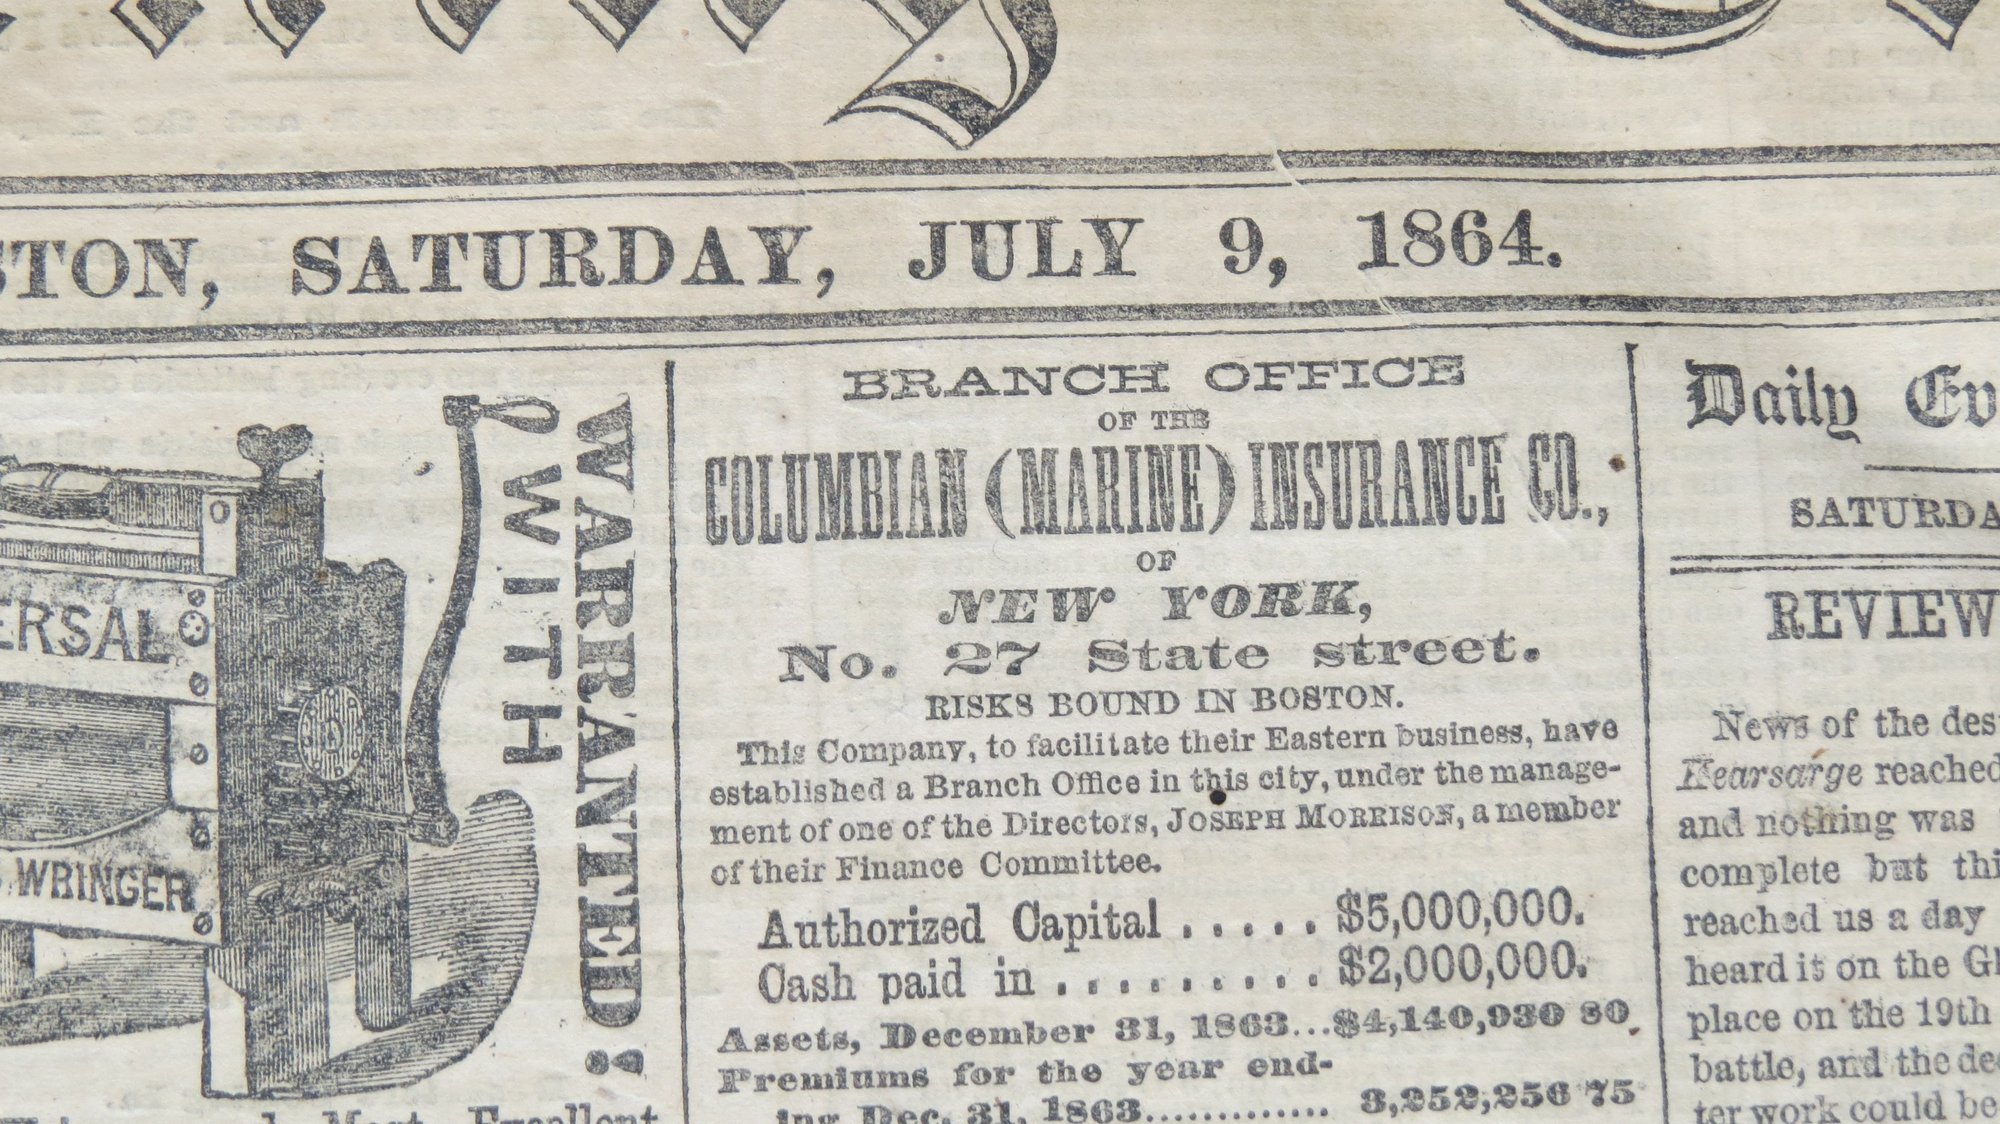 STON, SATURDAY, JULY 9, 1864.
ERSAL
WRINGER
WARRANTED:
WITH
Most Excellent
BRANCH OFFICE
OF THE
COLUMBIAN (MARINE) INSURANCE CO.,
OF
NEW YORK,
No. 27 State street.
RISKS BOUND IN BOSTON.
This Company, to facilitate their Eastern business, have
established a Branch Office in this city, under the manage-
ment of one of the Directors, JOSEPH MORRISON, a member
of their Finance Committee.
Authorized Capital ..... $5,000,000.
Cash paid in ......... $2,000,000.
Assets, December 31, 1863...$4,140,930 80
Premiums for the year end-
ing Dec. 31, 1863............. 3,252,256 75
Daily Ev
SATURDA
REVIEW
News of the des
Kearsarge reached
and nothing was
complete but thi
reached us a day
heard it on the Gl
place on the 19th
battle, and the de
ter work could be